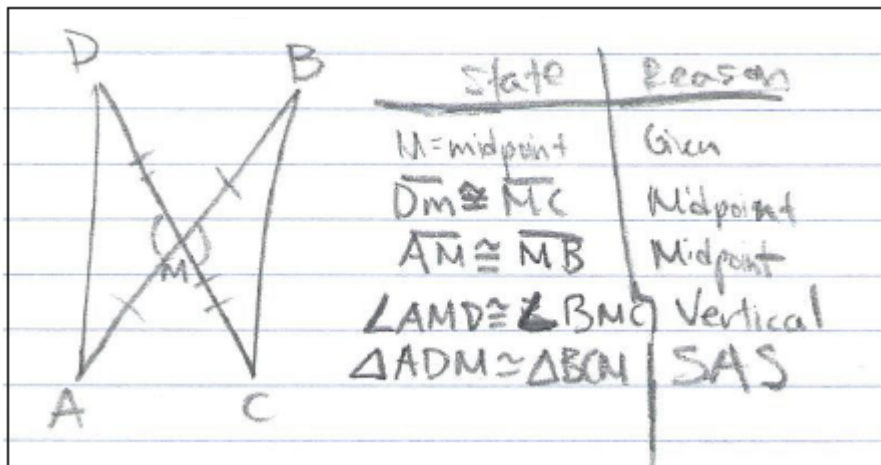 D B
State Reason
M=midpoint Given
Dm ≅ MC Midpoint
AM ≅ MB Midpoint
∠AMD≅∠BMC Vertical
△ADM≃△BCM SAS
M
A C